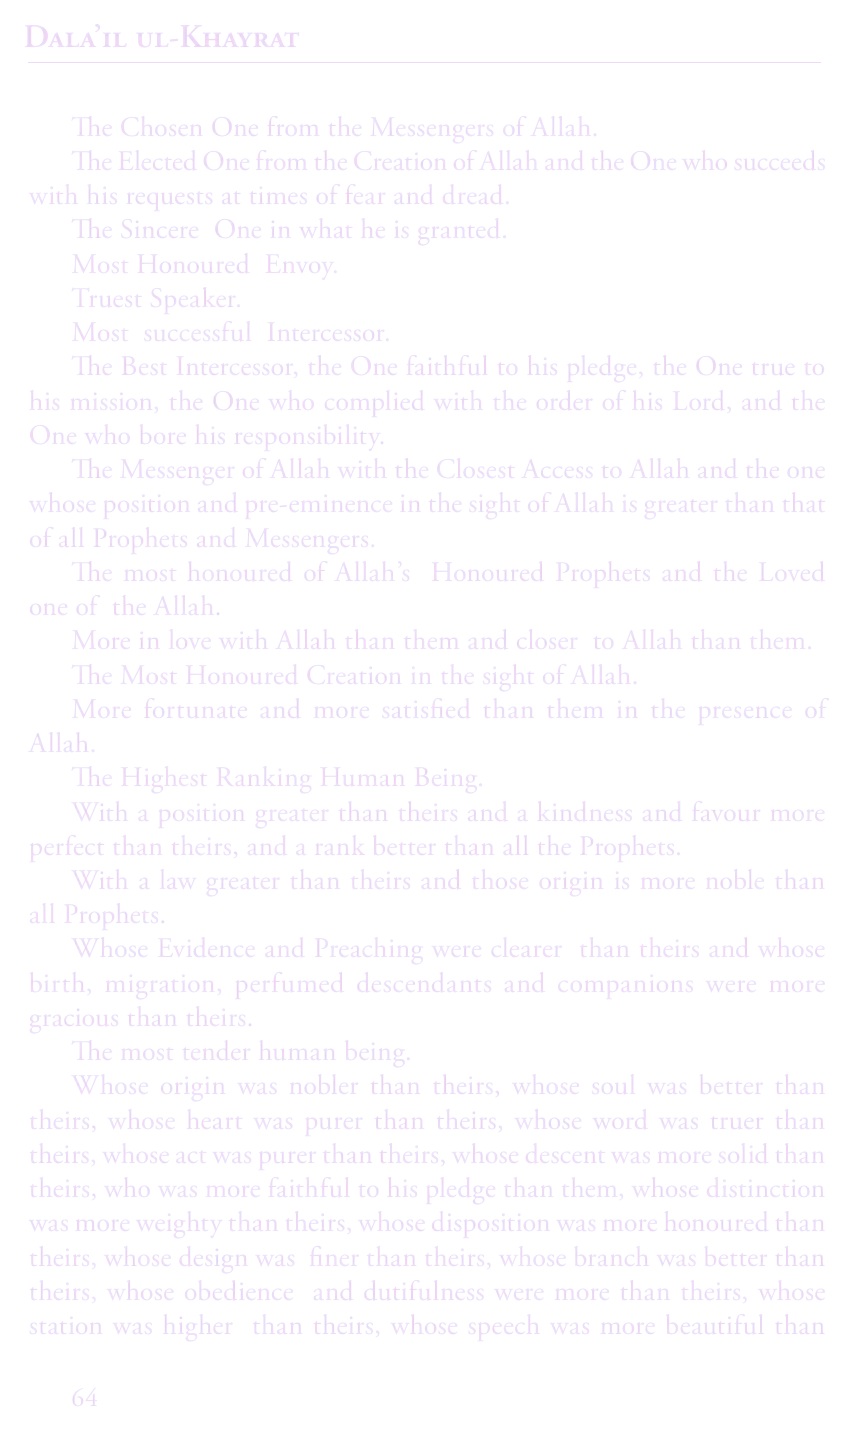 Dala’il ul-Khayrat
The Chosen One from the Messengers of Allah.
The Elected One from the Creation of Allah and the One who succeeds
with his requests at times of fear and dread.
The Sincere One in what he is granted.
Most Honoured Envoy.
Truest Speaker.
Most successful Intercessor.
The Best Intercessor, the One faithful to his pledge, the One true to
his mission, the One who complied with the order of his Lord, and the
One who bore his responsibility.
The Messenger of Allah with the Closest Access to Allah and the one
whose position and pre-eminence in the sight of Allah is greater than that
of all Prophets and Messengers.
The most honoured of Allah’s Honoured Prophets and the Loved
one of the Allah.
More in love with Allah than them and closer to Allah than them.
The Most Honoured Creation in the sight of Allah.
More fortunate and more satisfied than them in the presence of
Allah.
The Highest Ranking Human Being.
With a position greater than theirs and a kindness and favour more
perfect than theirs, and a rank better than all the Prophets.
With a law greater than theirs and those origin is more noble than
all Prophets.
Whose Evidence and Preaching were clearer than theirs and whose
birth, migration, perfumed descendants and companions were more
gracious than theirs.
The most tender human being.
Whose origin was nobler than theirs, whose soul was better than
theirs, whose heart was purer than theirs, whose word was truer than
theirs, whose act was purer than theirs, whose descent was more solid than
theirs, who was more faithful to his pledge than them, whose distinction
was more weighty than theirs, whose disposition was more honoured than
theirs, whose design was finer than theirs, whose branch was better than
theirs, whose obedience and dutifulness were more than theirs, whose
station was higher than theirs, whose speech was more beautiful than
64